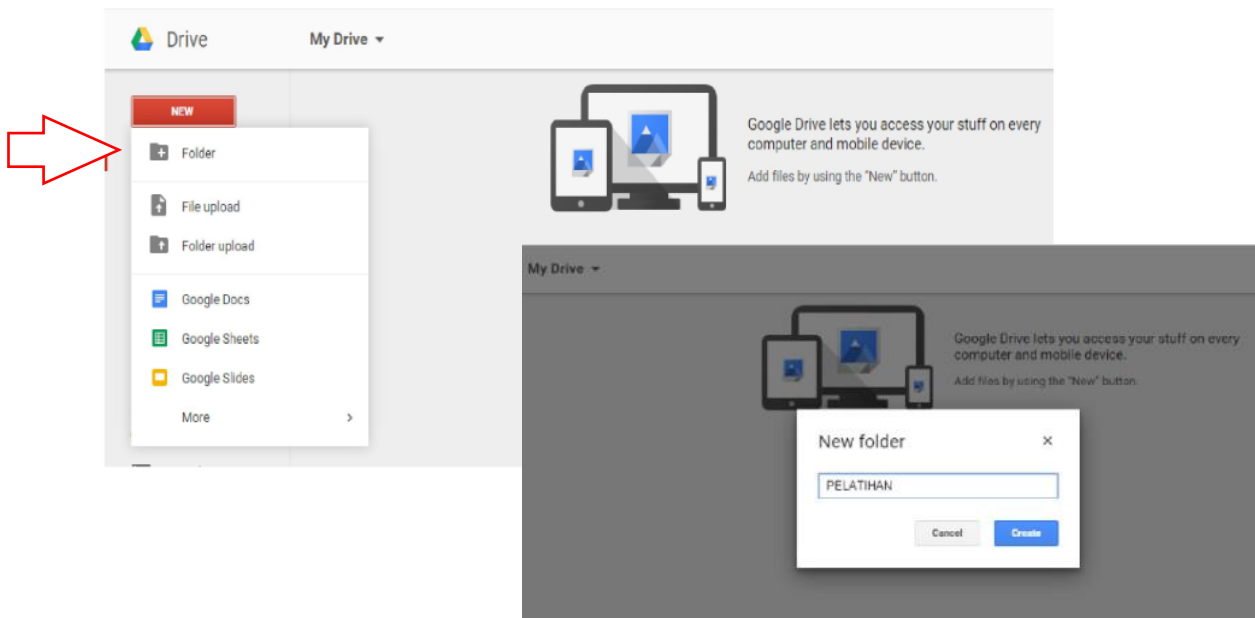 Drive
My Drive
NEW
Folder
File upload
Folder upload
Google Docs
Google Sheets
Google Slides
More
Google Drive lets you access your stuff on every
computer and mobile device.
Add files by using the "New" button.
My Drive
Google Drive lets you access your stuff on every
computer and mobile device.
Add files by using the "New" button.
New folder
PELATIHAN
Cancel
Create